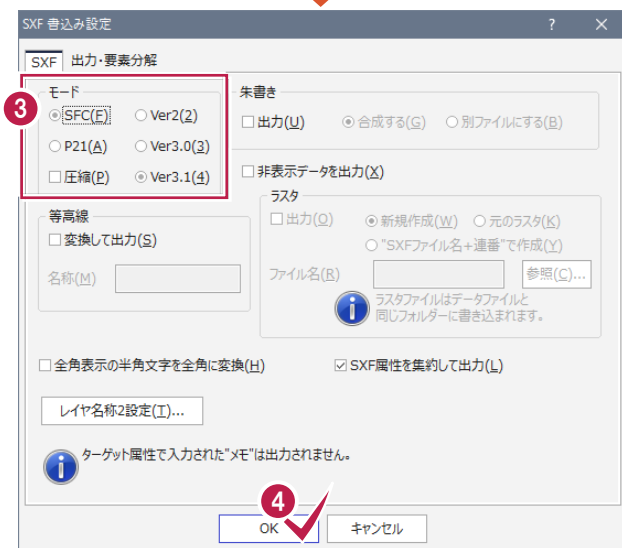 SXF 書込み設定
SXF 出力・要素分解
3
モード
SFC(F) Ver2(2)
P21(A) Ver3.0(3)
圧縮(P) Ver3.1(4)
朱書き
出力(U) 合成する(G) 別ファイルにする(B)
非表示データを出力(X)
等高線
変換して出力(S)
名称(M)
ラスタ
出力(O) 新規作成(W) 元のラスタ(K)
"SXFファイル名+連番"で作成(Y)
ファイル名(R) 参照(C)...
ラスタファイルはデータファイルと
同じフォルダーに書き込まれます。
全角表示の半角文字を全角に変換(H) SXF属性を集約して出力(L)
レイヤ名称2設定(T)...
ターゲット属性で入力された"メモ"は出力されません。
4
OK キャンセル